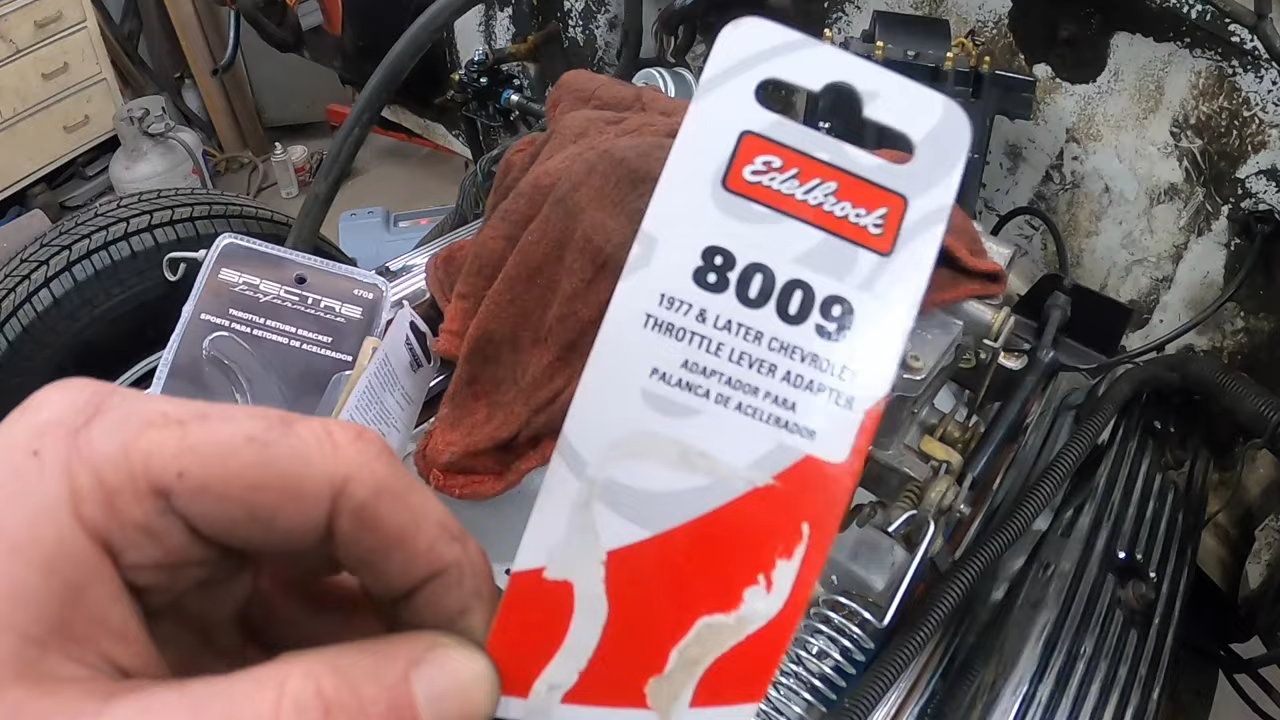 Edelbrock
8009
1977 & LATER CHEVROLET
THROTTLE LEVER ADAPTER
ADAPTADOR PARA
PALANCA DE ACELERADOR
SPECTRE
Performance
4708
THROTTLE RETURN BRACKET
SPORTE PARA RETORNO DE ACELERADOR